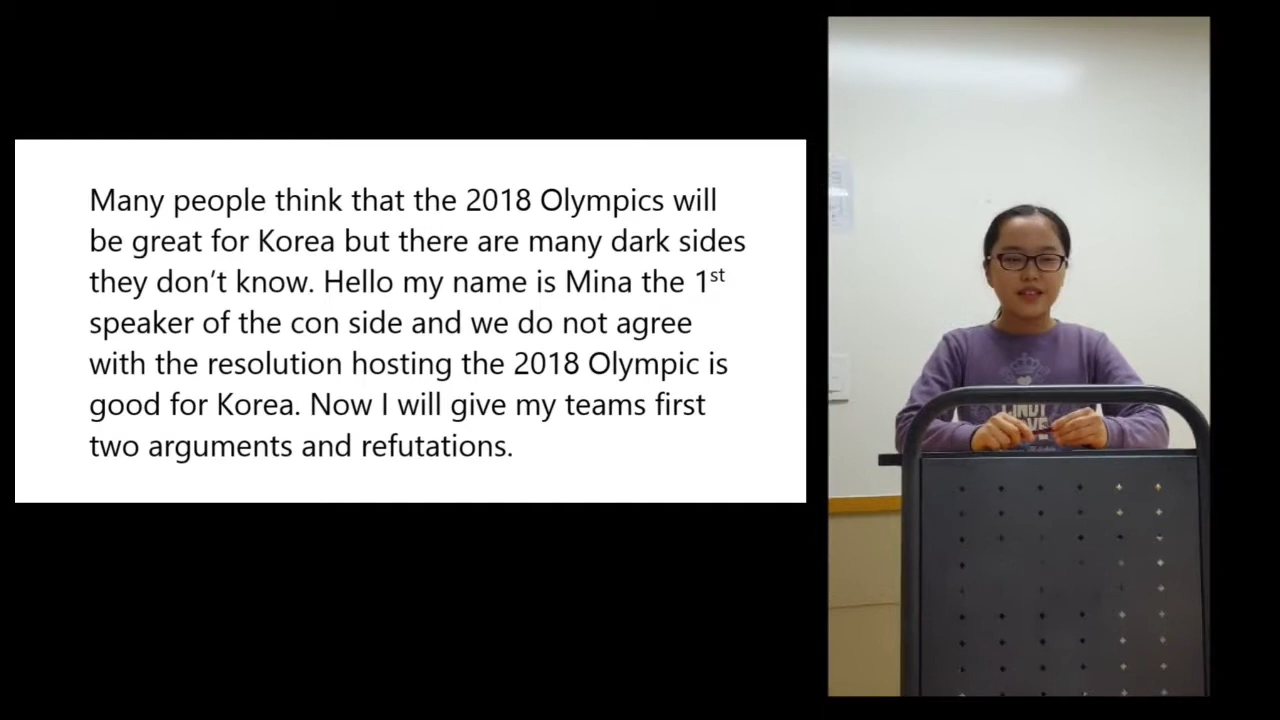 Many people think that the 2018 Olympics will
be great for Korea but there are many dark sides
they don’t know. Hello my name is Mina the 1st
speaker of the con side and we do not agree
with the resolution hosting the 2018 Olympic is
good for Korea. Now I will give my teams first
two arguments and refutations.